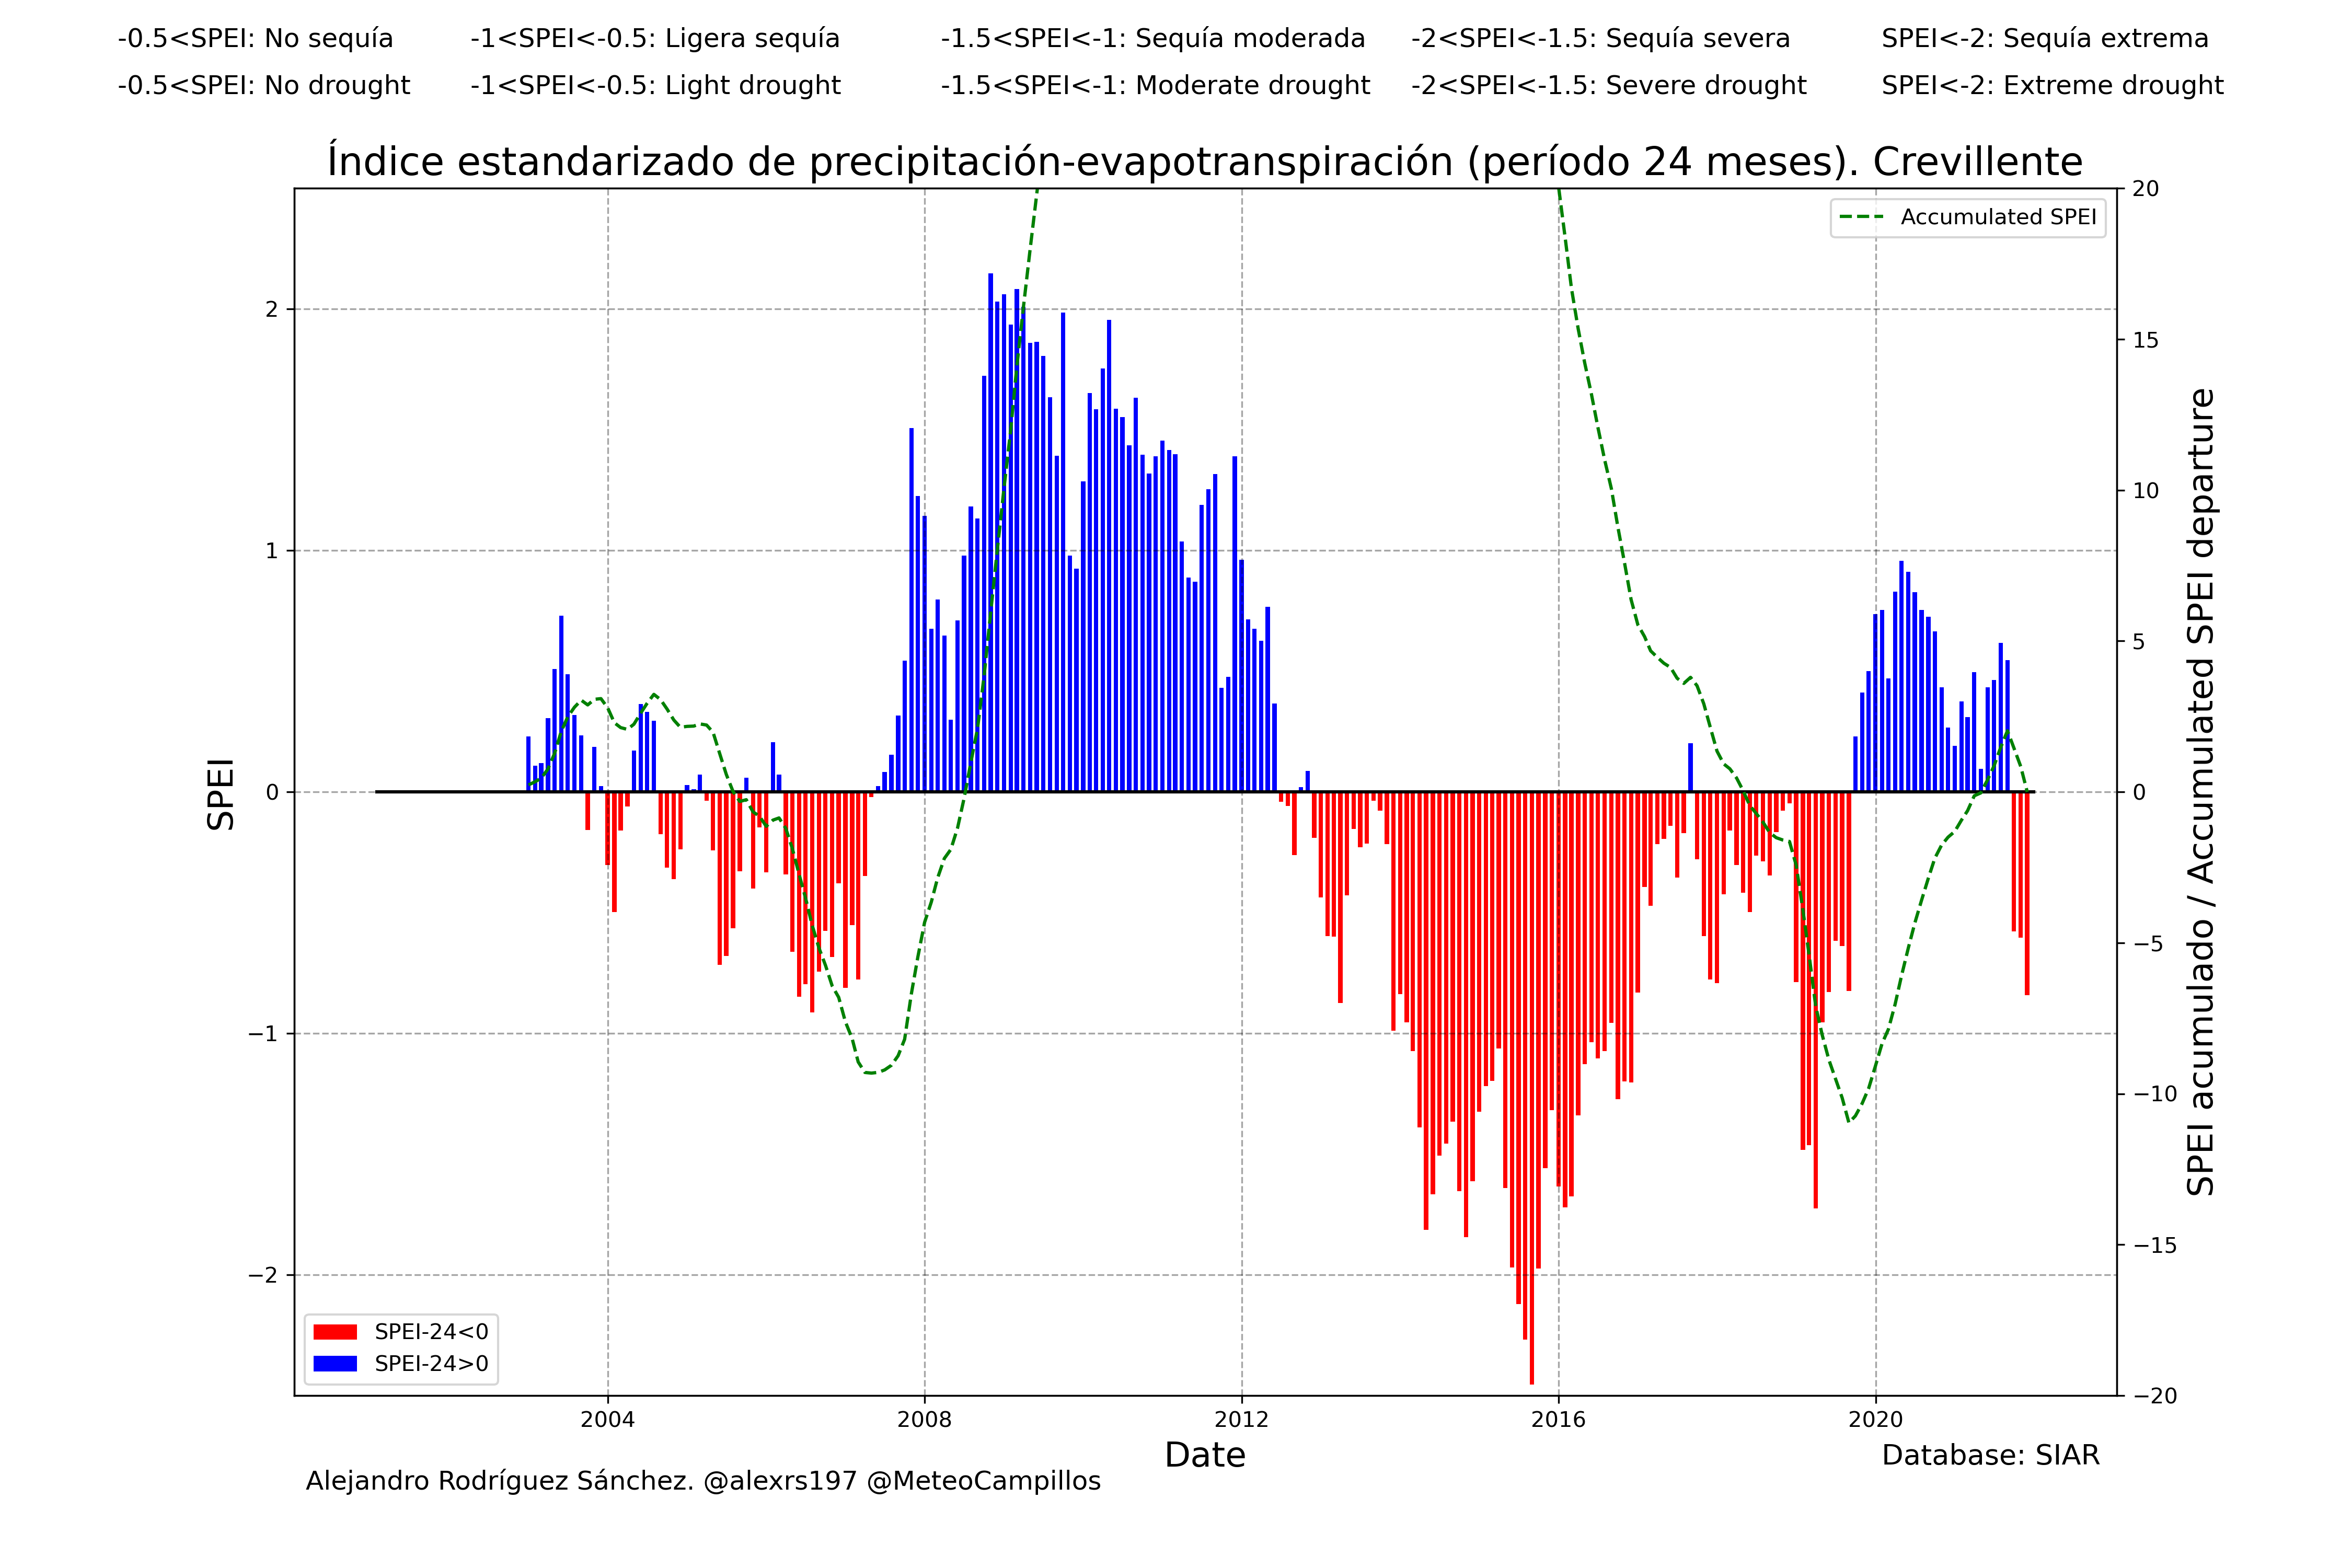 -0.5<SPEI: No sequía -1<SPEI<-0.5: Ligera sequía -1.5<SPEI<-1: Sequía moderada -2<SPEI<-1.5: Sequía severa SPEI<-2: Sequía extrema
-0.5<SPEI: No drought -1<SPEI<-0.5: Light drought -1.5<SPEI<-1: Moderate drought -2<SPEI<-1.5: Severe drought SPEI<-2: Extreme drought
Índice estandarizado de precipitación-evapotranspiración (período 24 meses). Crevillente
Accumulated SPEI
SPEI
2
1
0
−1
−2
20
15
10
5
0
−5
−10
−15
−20
SPEI acumulado / Accumulated SPEI departure
SPEI-24<0
SPEI-24>0
2004 2008 2012 2016 2020
Date
Database: SIAR
Alejandro Rodríguez Sánchez. @alexrs197 @MeteoCampillos